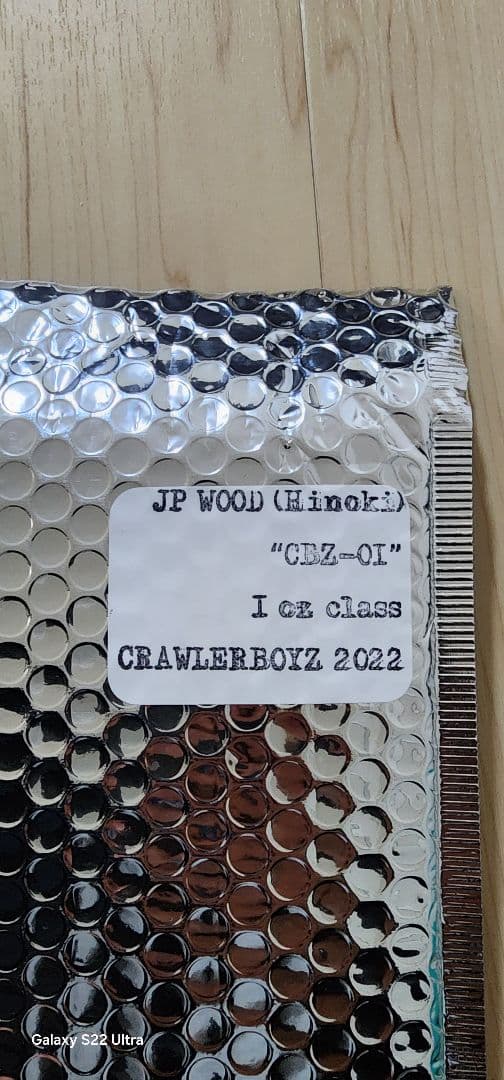 JP WOOD (Hinoki)
“CBZ-OI”
I oz class
CRAWLERBOYZ 2022
Galaxy S22 Ultra